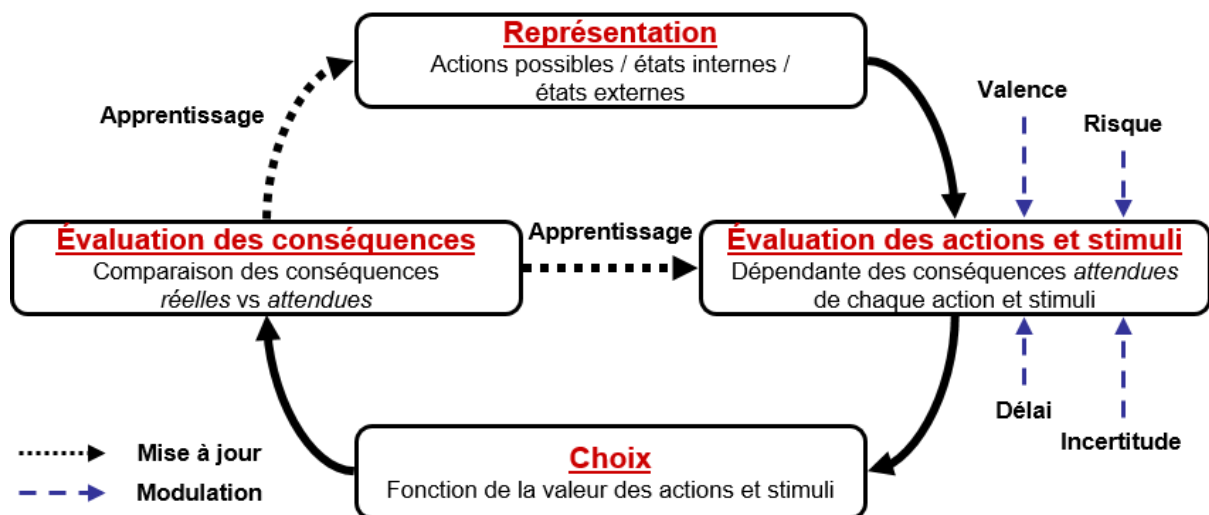 Représentation
Actions possibles / états internes /
états externes
Apprentissage
Valence
Risque
Évaluation des conséquences
Comparaison des conséquences
réelles vs attendues
Apprentissage
Évaluation des actions et stimuli
Dépendante des conséquences attendues
de chaque action et stimuli
Délai
Incertitude
Choix
Fonction de la valeur des actions et stimuli
Mise à jour
Modulation